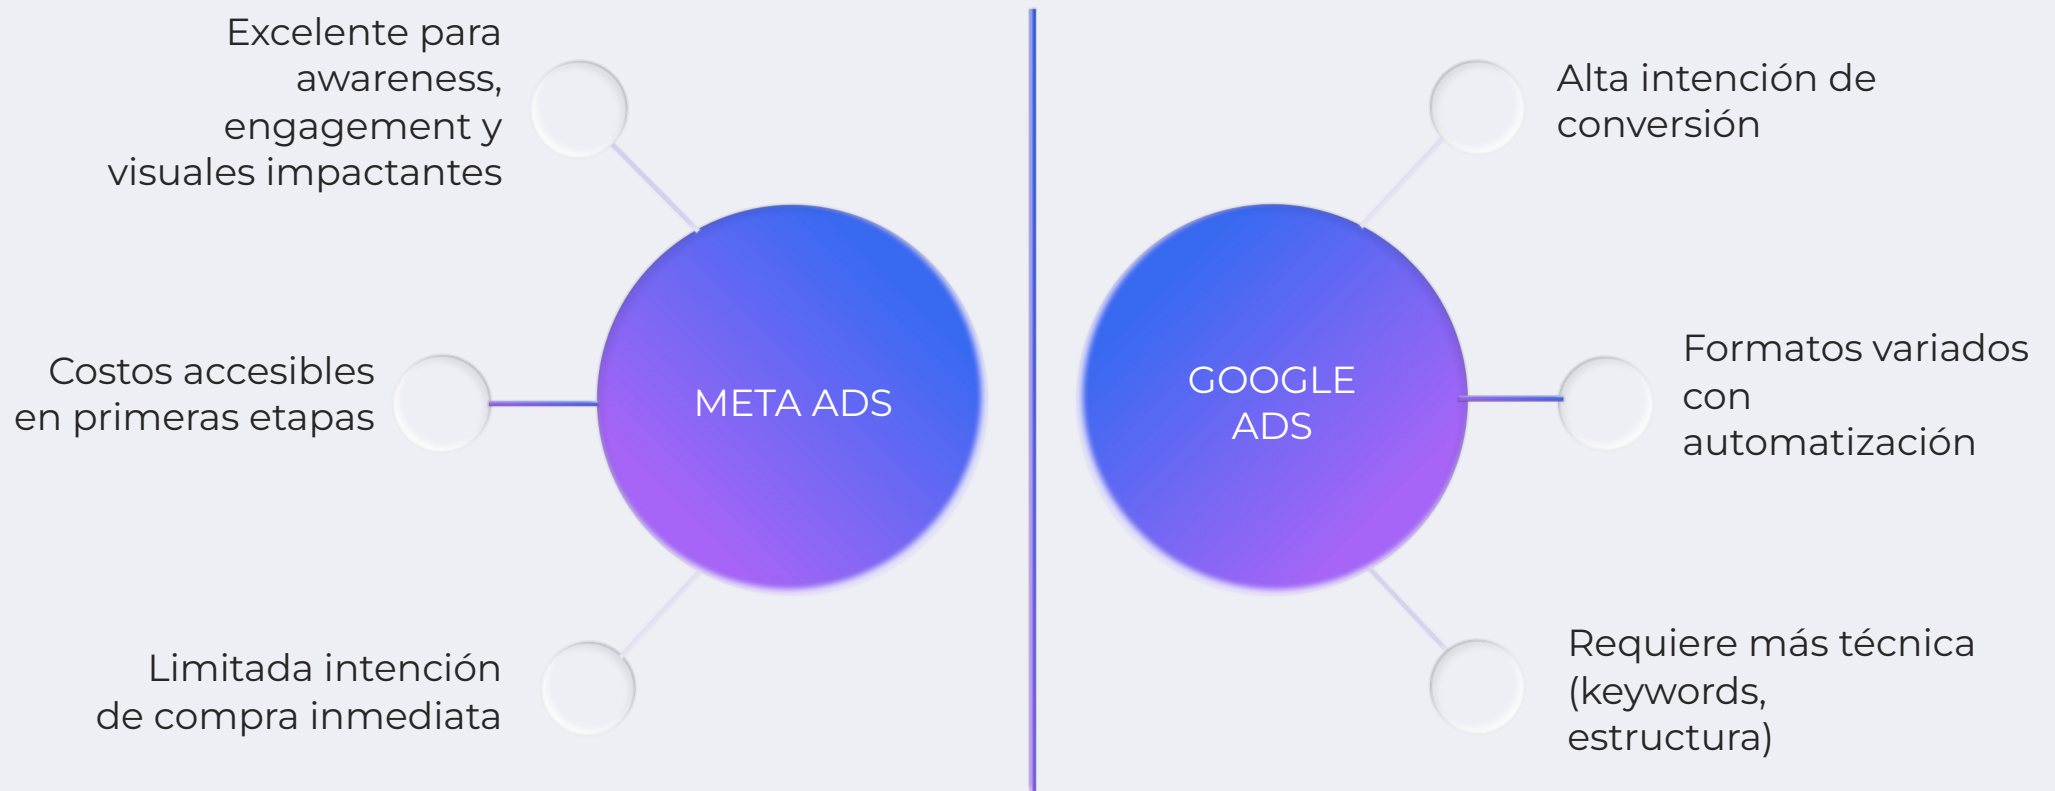 Excelente para
awareness,
engagement y
visuales impactantes
Costos accesibles
en primeras etapas
Limitada intención
de compra inmediata
META ADS
GOOGLE
ADS
Alta intención de
conversión
Formatos variados
con
automatización
Requiere más técnica
(keywords,
estructura)